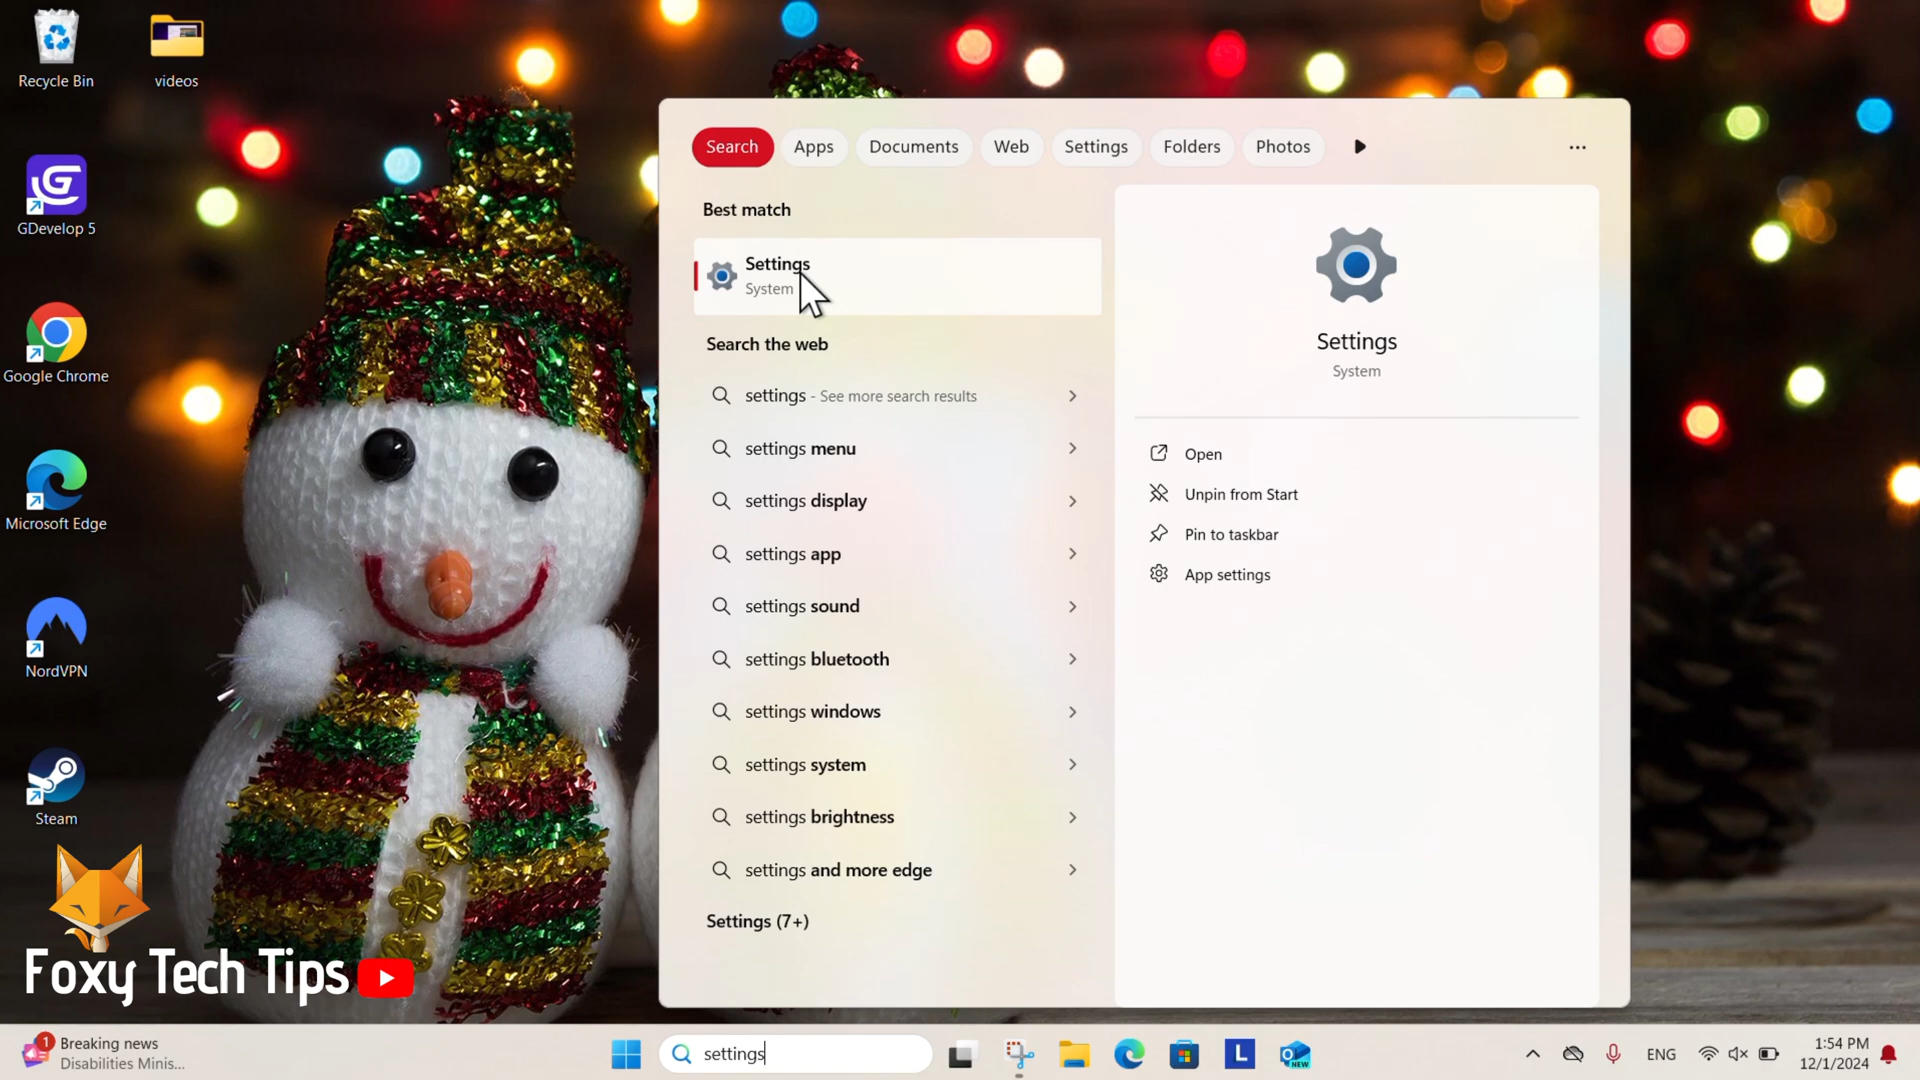 Recycle Bin
videos
GDevelop 5
Google Chrome
Microsoft Edge
NordVPN
Steam
Foxy Tech Tips
Search Apps Documents Web Settings Folders Photos
Best match
Settings
System
Search the web
settings - See more search results
settings menu
settings display
settings app
settings sound
settings bluetooth
settings windows
settings system
settings brightness
settings and more edge
Settings (7+)
Settings
System
Open
Unpin from Start
Pin to taskbar
App settings
1
Breaking news
Disabilities Minis...
settings
L
NEW
ENG
1:54 PM
12/1/2024